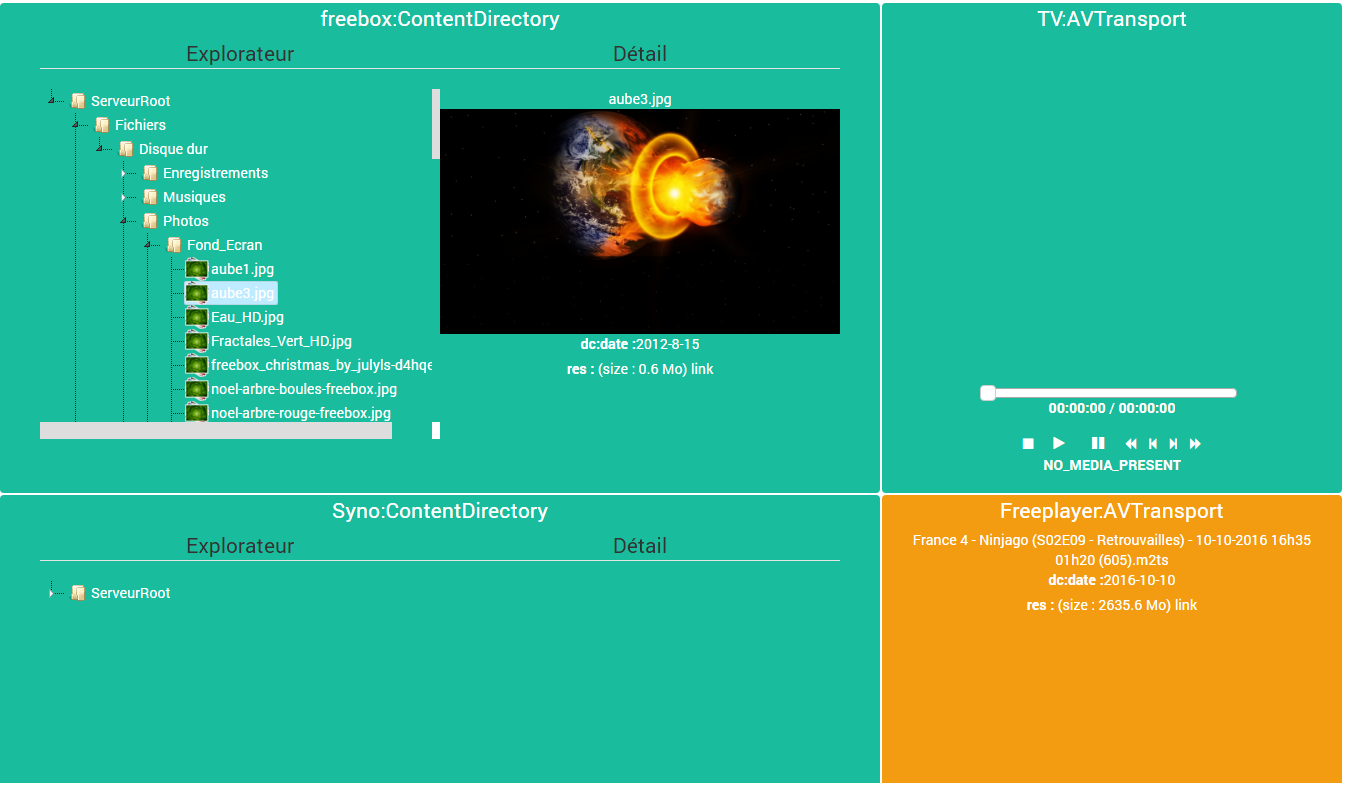 freebox:ContentDirectory
Explorateur
Détail
ServeurRoot
Fichiers
Disque dur
Enregistrements
Musiques
Photos
Fond_Ecran
aube1.jpg
aube3.jpg
Eau_HD.jpg
Fractales_Vert_HD.jpg
freebox_christmas_by_julyls-d4hqe
noel-arbre-boules-freebox.jpg
noel-arbre-rouge-freebox.jpg
aube3.jpg
dc:date :2012-8-15
res : (size : 0.6 Mo) link
TV:AVTransport
00:00:00 / 00:00:00
NO_MEDIA_PRESENT
Syno:ContentDirectory
Explorateur
Détail
ServeurRoot
Freeplayer:AVTransport
France 4 - Ninjago (S02E09 - Retrouvailles) - 10-10-2016 16h35
01h20 (605).m2ts
dc:date :2016-10-10
res : (size : 2635.6 Mo) link